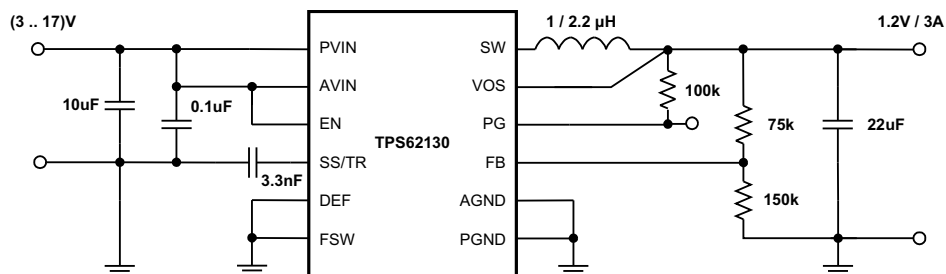 (3 .. 17)V
1 / 2.2 µH
1.2V / 3A
PVIN
SW
AVIN
VOS
10uF
0.1uF
100k
EN
PG
TPS62130
75k
22uF
SS/TR
FB
3.3nF
DEF
AGND
150k
FSW
PGND